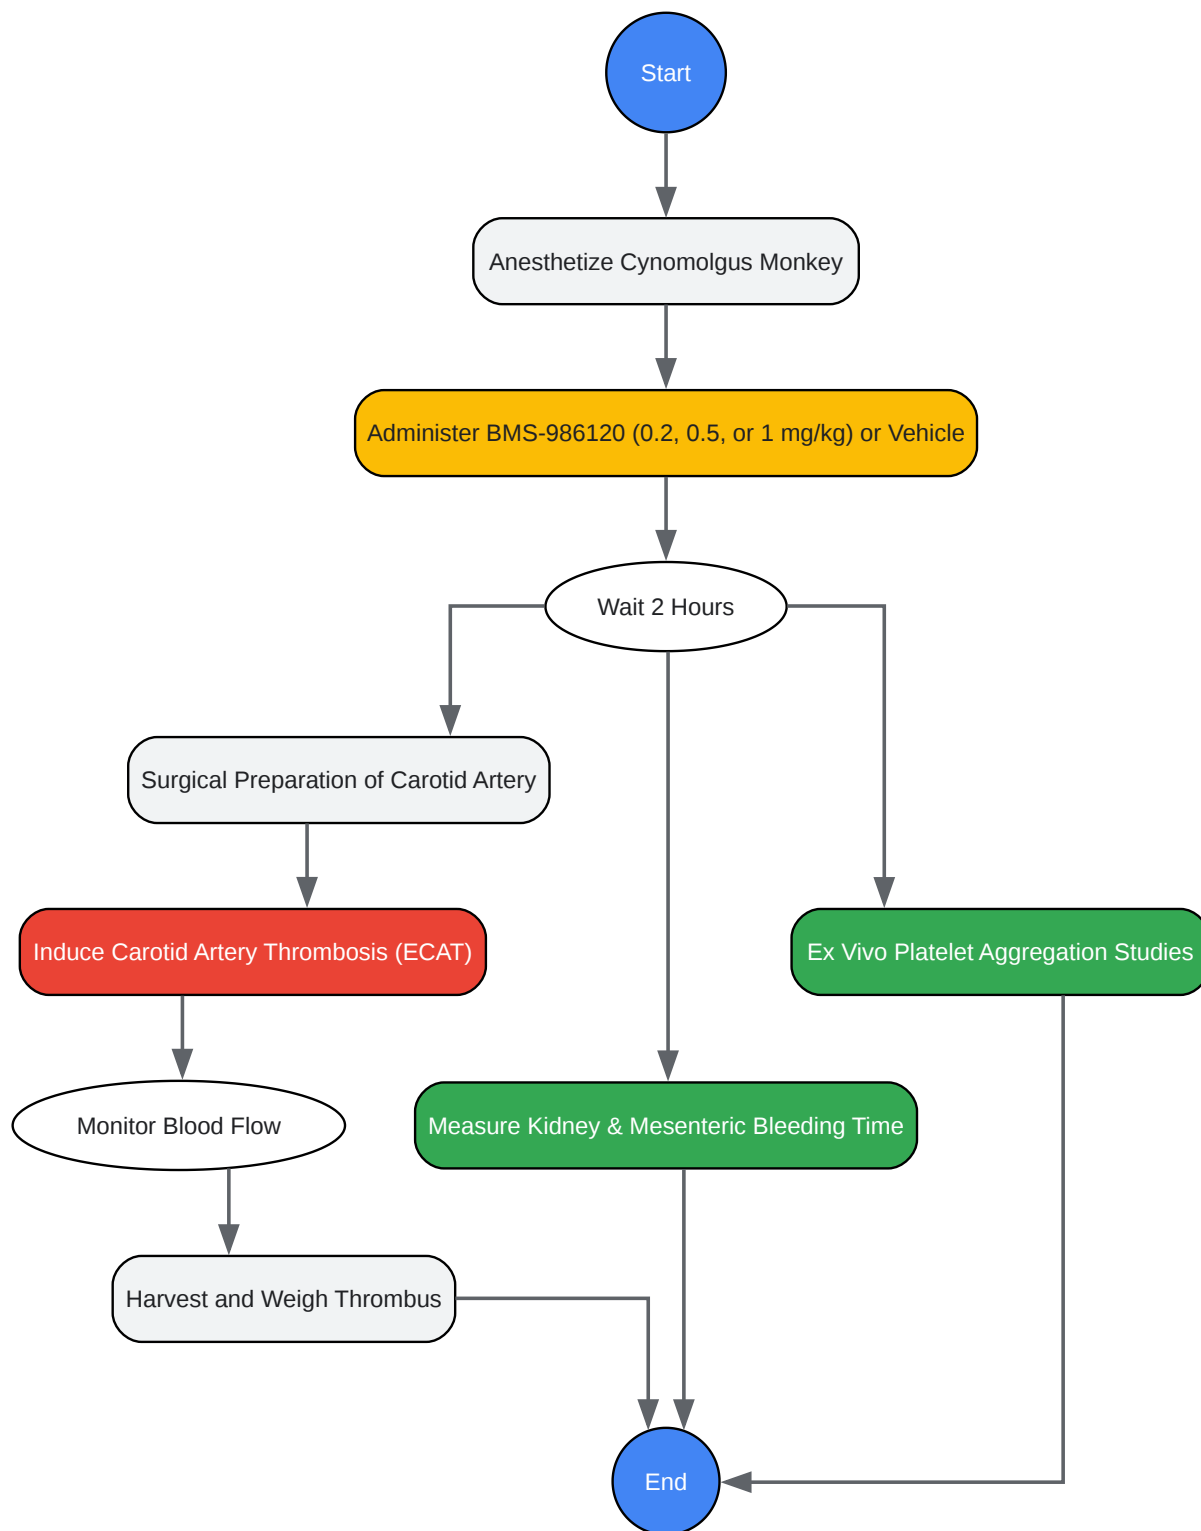 Start
Anesthetize Cynomolgus Monkey
Administer BMS-986120 (0.2, 0.5, or 1 mg/kg) or Vehicle
Wait 2 Hours
Surgical Preparation of Carotid Artery
Induce Carotid Artery Thrombosis (ECAT)
Ex Vivo Platelet Aggregation Studies
Monitor Blood Flow
Measure Kidney & Mesenteric Bleeding Time
Harvest and Weigh Thrombus
End